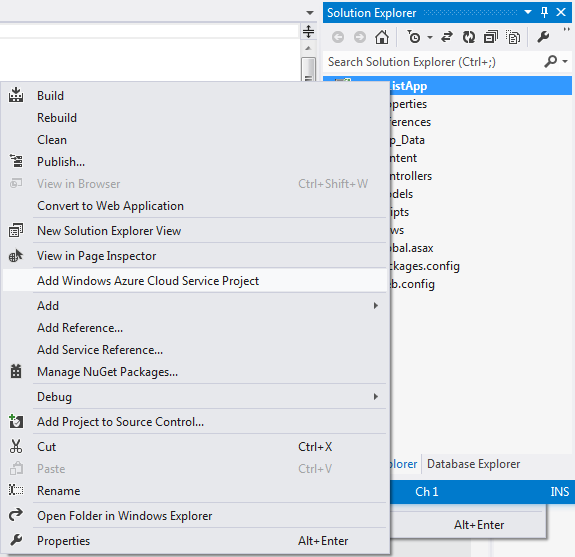 Solution Explorer
Search Solution Explorer (Ctrl+;)
istApp
operties
ferences
p_Data
ntent
ntrollers
odels
ripts
ws
bal.asax
ckages.config
b.config
Build
Rebuild
Clean
Publish...
View in Browser Ctrl+Shift+W
Convert to Web Application
New Solution Explorer View
View in Page Inspector
Add Windows Azure Cloud Service Project
Add
Add Reference...
Add Service Reference...
Manage NuGet Packages...
Debug
Add Project to Source Control...
Cut Ctrl+X
Paste Ctrl+V
Rename
Open Folder in Windows Explorer
Properties Alt+Enter
plorer Database Explorer
Ch 1 INS
Alt+Enter